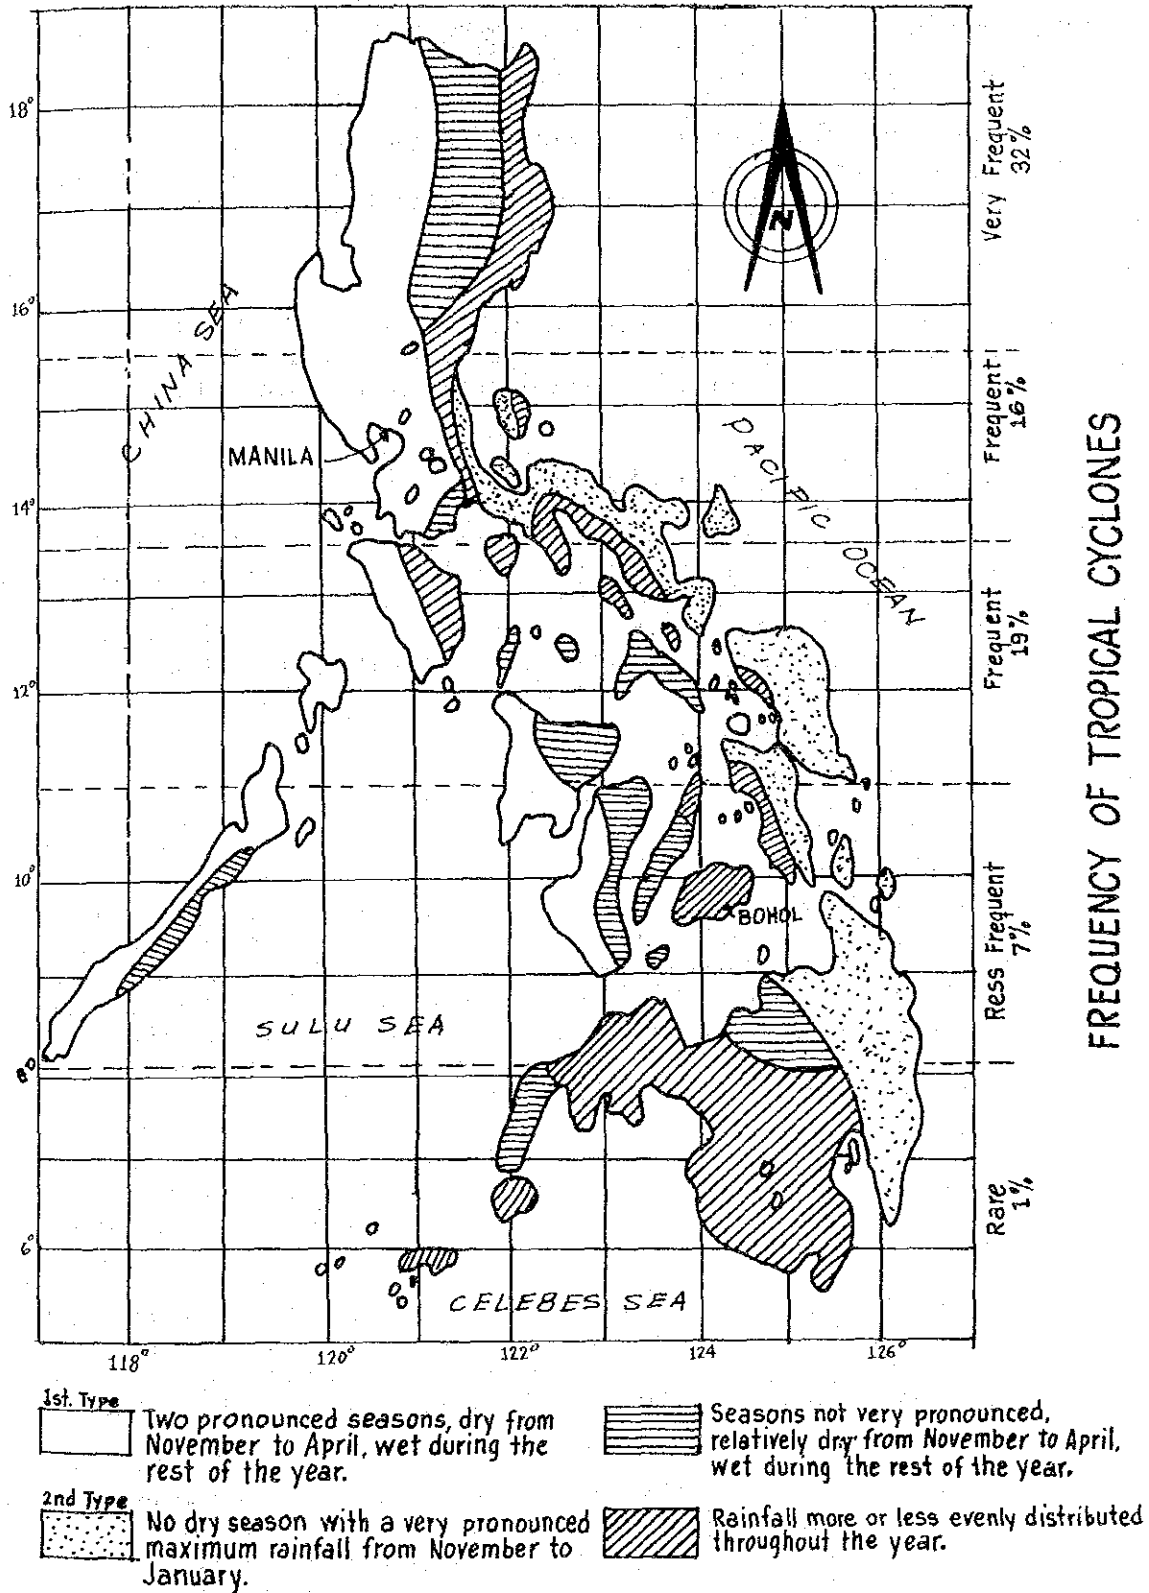 18°
16°
14°
12°
10°
8°
6°
118°
120°
122°
124
126°
CHINA SEA
MANILA
PACIFIC OCEAN
N
BOHOL
SULU SEA
CELEBES SEA
Very Frequent
32%
Frequent
16%
Frequent
19%
Ress Frequent
7%
Rare
1%
FREQUENCY OF TROPICAL CYCLONES
1st. Type
Two pronounced seasons, dry from
November to April, wet during the
rest of the year.
2nd Type
No dry season with a very pronounced
maximum rainfall from November to
January.
Seasons not very pronounced,
relatively dry from November to April,
wet during the rest of the year.
Rainfall more or less evenly distributed
throughout the year.